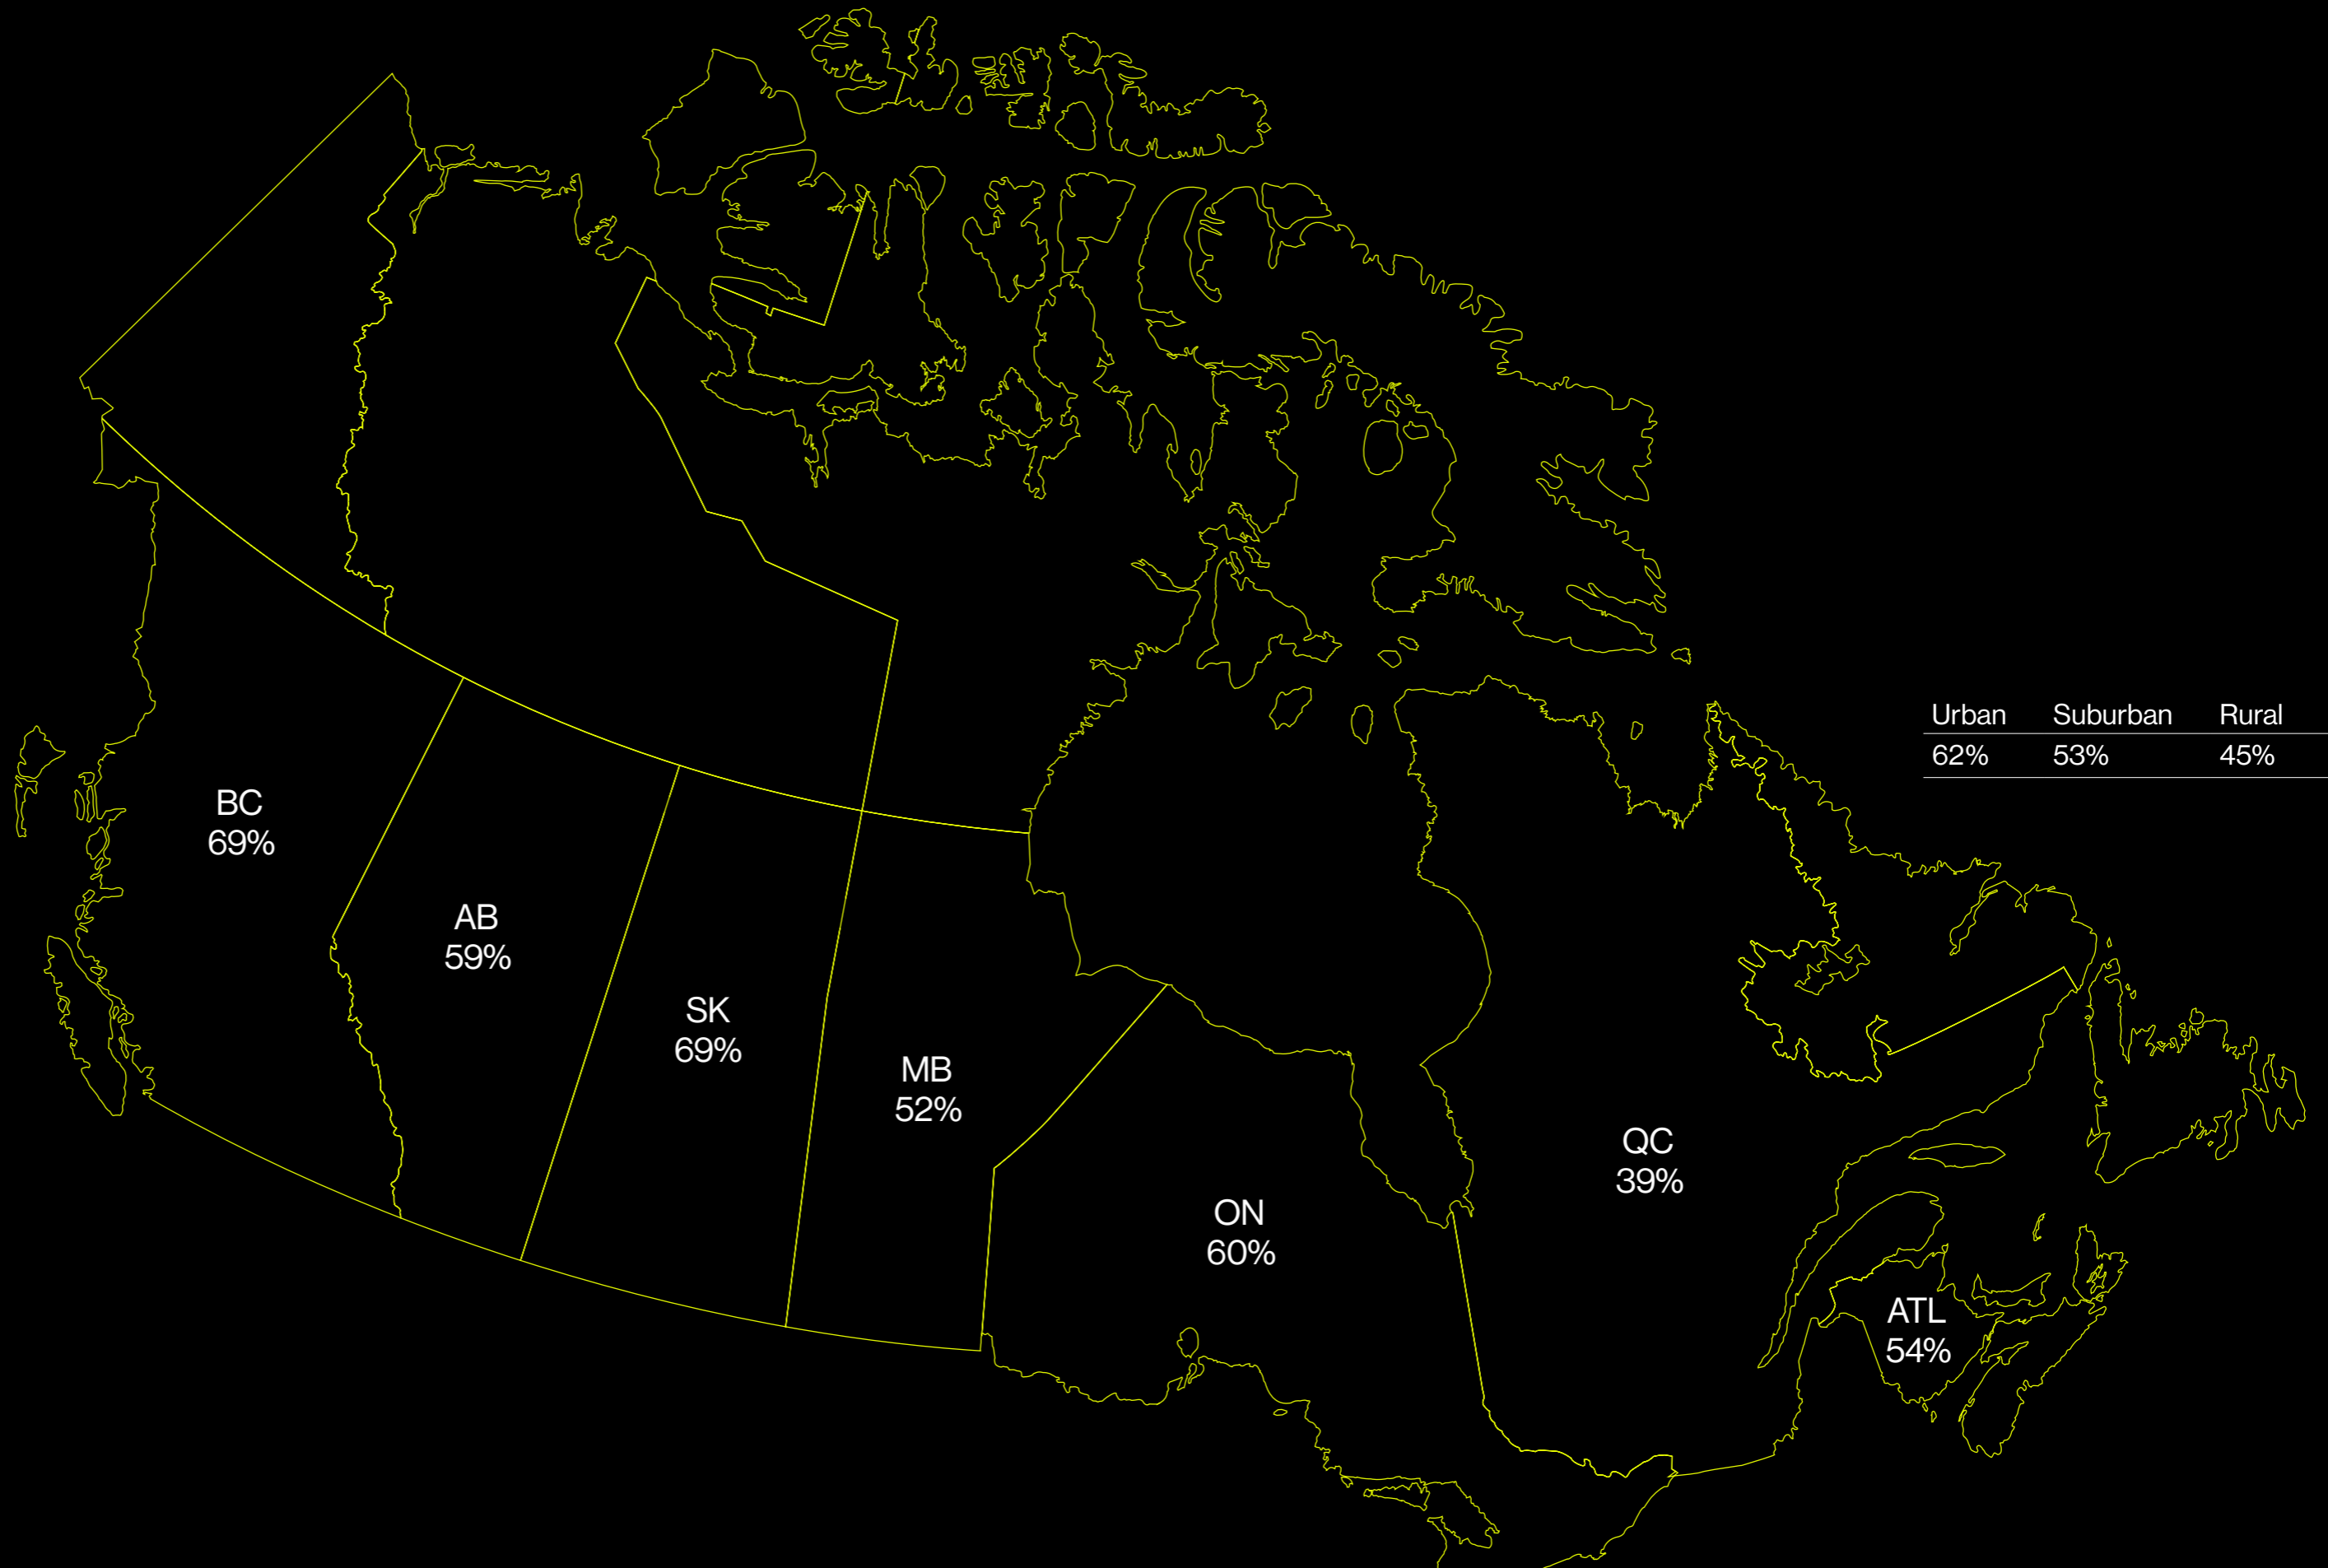 Urban Suburban Rural
62% 53% 45%
BC
69%
AB
59%
SK
69%
MB
52%
ON
60%
QC
39%
ATL
54%